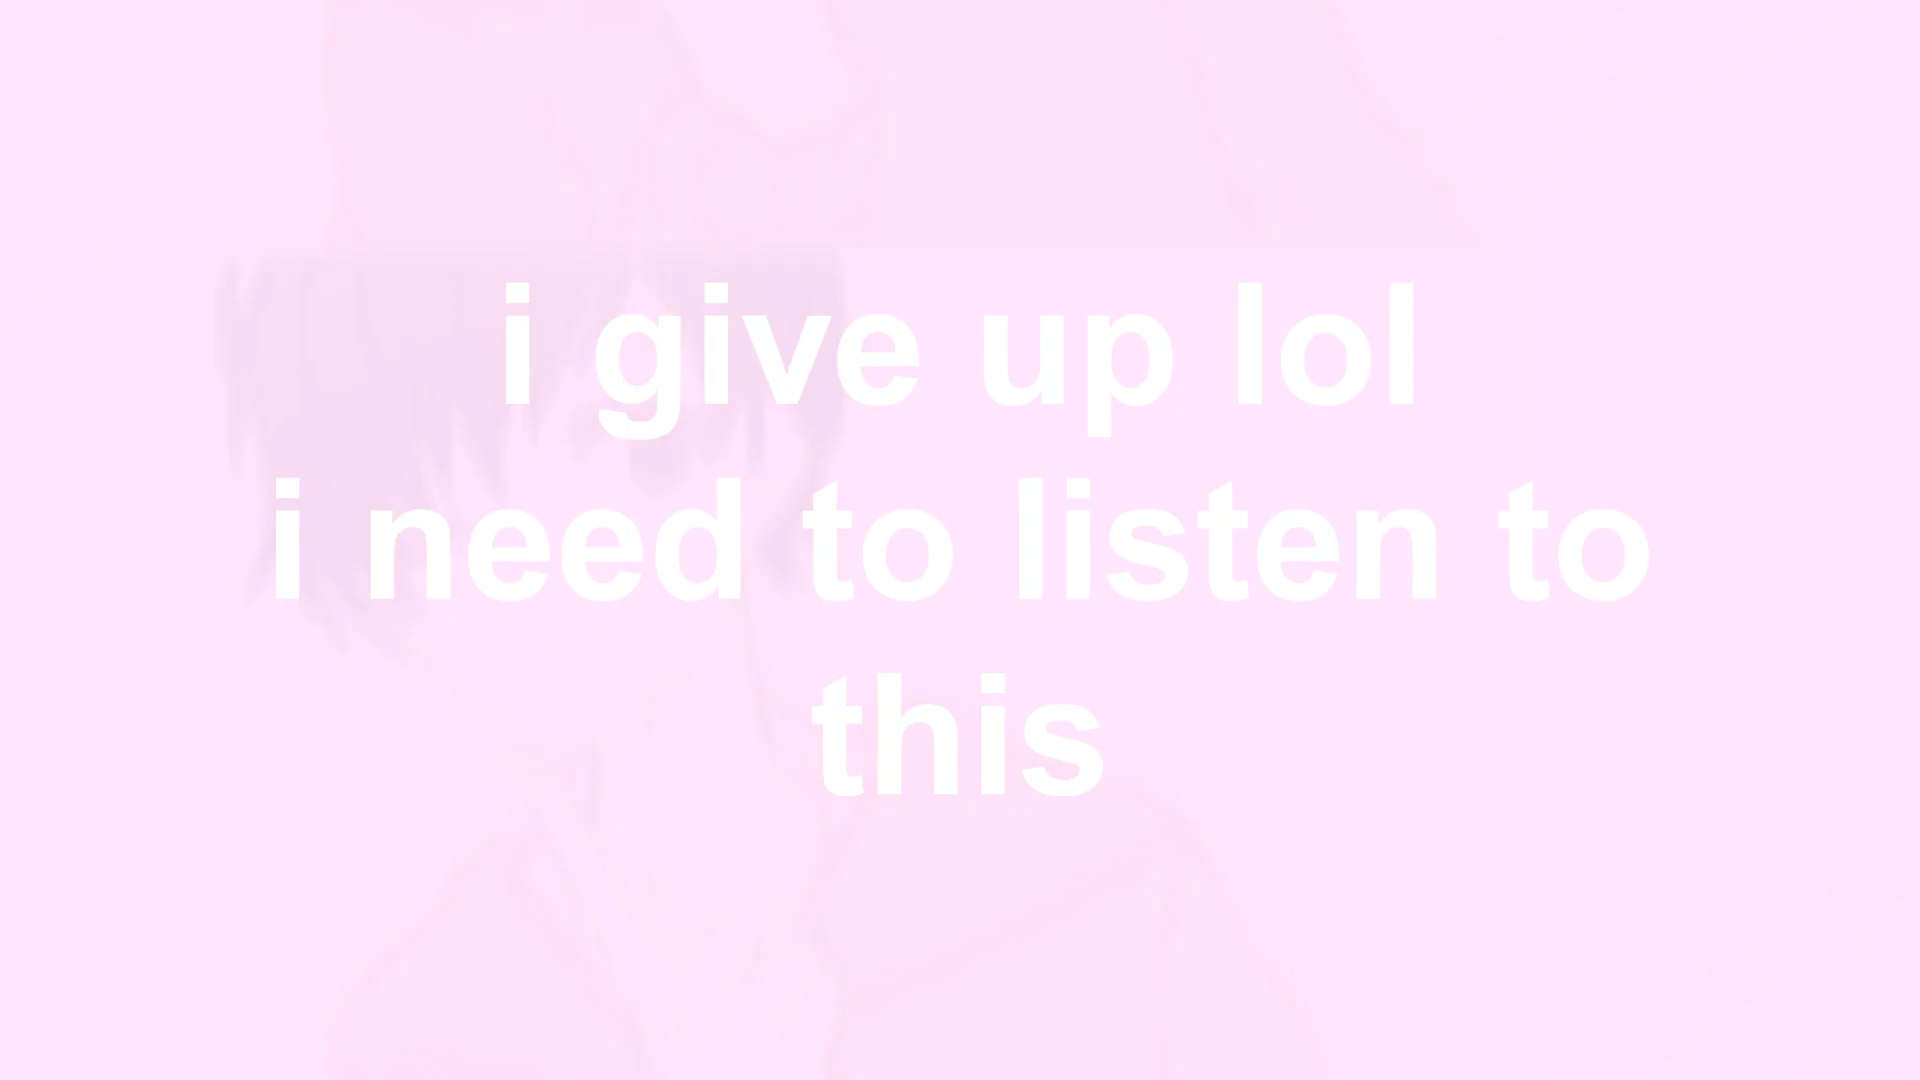 i give up lol
i need to listen to
this